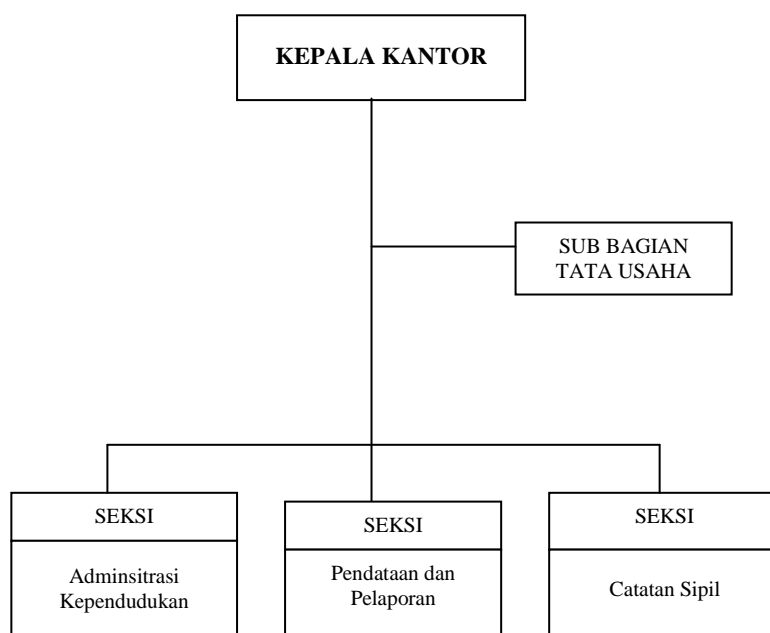 KEPALA KANTOR
SUB BAGIAN
TATA USAHA
SEKSI
Adminsitrasi
Kependudukan
SEKSI
Pendataan dan
Pelaporan
SEKSI
Catatan Sipil